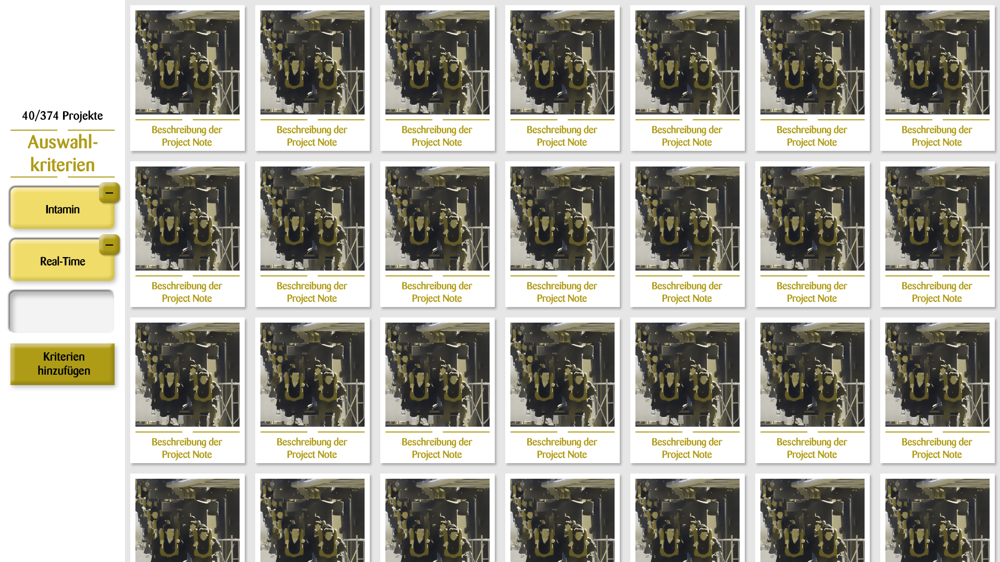 40/374 Projekte
Auswahl-
kriterien
–
Intamin
–
Real-Time
Kriterien
hinzufügen
Beschreibung der
Project Note
Beschreibung der
Project Note
Beschreibung der
Project Note
Beschreibung der
Project Note
Beschreibung der
Project Note
Beschreibung der
Project Note
Beschreibung der
Project Note
Beschreibung der
Project Note
Beschreibung der
Project Note
Beschreibung der
Project Note
Beschreibung der
Project Note
Beschreibung der
Project Note
Beschreibung der
Project Note
Beschreibung der
Project Note
Beschreibung der
Project Note
Beschreibung der
Project Note
Beschreibung der
Project Note
Beschreibung der
Project Note
Beschreibung der
Project Note
Beschreibung der
Project Note
Beschreibung der
Project Note